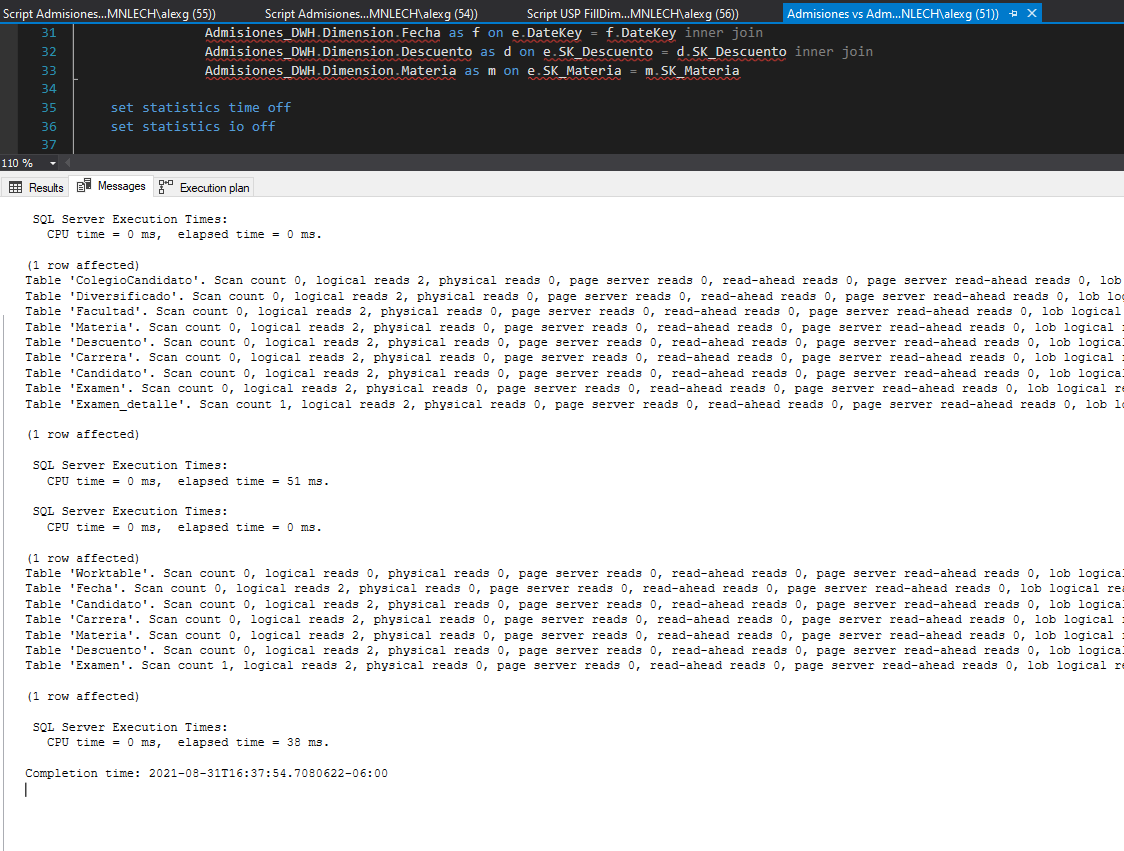 Script Admisiones...MNLECH\alexg (55))
Script Admisiones...MNLECH\alexg (54))
Script USP FillDim...MNLECH\alexg (56))
Admisiones vs Adm...NLECH\alexg (51))
31 Admisiones_DWH.Dimension.Fecha as f on e.DateKey = f.DateKey inner join
32 Admisiones_DWH.Dimension.Descuento as d on e.SK_Descuento = d.SK_Descuento inner join
33 Admisiones_DWH.Dimension.Materia as m on e.SK_Materia = m.SK_Materia
34
35 set statistics time off
36 set statistics io off
37
110 %
Results Messages Execution plan
SQL Server Execution Times:
CPU time = 0 ms, elapsed time = 0 ms.
(1 row affected)
Table 'ColegioCandidato'. Scan count 0, logical reads 2, physical reads 0, page server reads 0, read-ahead reads 0, page server read-ahead reads 0, lob
Table 'Diversificado'. Scan count 0, logical reads 2, physical reads 0, page server reads 0, read-ahead reads 0, page server read-ahead reads 0, lob lo
Table 'Facultad'. Scan count 0, logical reads 2, physical reads 0, page server reads 0, read-ahead reads 0, page server read-ahead reads 0, lob logical
Table 'Materia'. Scan count 0, logical reads 2, physical reads 0, page server reads 0, read-ahead reads 0, page server read-ahead reads 0, lob logical
Table 'Descuento'. Scan count 0, logical reads 2, physical reads 0, page server reads 0, read-ahead reads 0, page server read-ahead reads 0, lob logica
Table 'Carrera'. Scan count 0, logical reads 2, physical reads 0, page server reads 0, read-ahead reads 0, page server read-ahead reads 0, lob logical
Table 'Candidato'. Scan count 0, logical reads 2, physical reads 0, page server reads 0, read-ahead reads 0, page server read-ahead reads 0, lob logica
Table 'Examen'. Scan count 0, logical reads 2, physical reads 0, page server reads 0, read-ahead reads 0, page server read-ahead reads 0, lob logical re
Table 'Examen_detalle'. Scan count 1, logical reads 2, physical reads 0, page server reads 0, read-ahead reads 0, page server read-ahead reads 0, lob l
(1 row affected)
SQL Server Execution Times:
CPU time = 0 ms, elapsed time = 51 ms.
SQL Server Execution Times:
CPU time = 0 ms, elapsed time = 0 ms.
(1 row affected)
Table 'Worktable'. Scan count 0, logical reads 0, physical reads 0, page server reads 0, read-ahead reads 0, page server read-ahead reads 0, lob logica
Table 'Fecha'. Scan count 0, logical reads 2, physical reads 0, page server reads 0, read-ahead reads 0, page server read-ahead reads 0, lob logical rea
Table 'Candidato'. Scan count 0, logical reads 2, physical reads 0, page server reads 0, read-ahead reads 0, page server read-ahead reads 0, lob logica
Table 'Carrera'. Scan count 0, logical reads 2, physical reads 0, page server reads 0, read-ahead reads 0, page server read-ahead reads 0, lob logical
Table 'Materia'. Scan count 0, logical reads 2, physical reads 0, page server reads 0, read-ahead reads 0, page server read-ahead reads 0, lob logical
Table 'Descuento'. Scan count 0, logical reads 2, physical reads 0, page server reads 0, read-ahead reads 0, page server read-ahead reads 0, lob logica
Table 'Examen'. Scan count 1, logical reads 2, physical reads 0, page server reads 0, read-ahead reads 0, page server read-ahead reads 0, lob logical re
(1 row affected)
SQL Server Execution Times:
CPU time = 0 ms, elapsed time = 38 ms.
Completion time: 2021-08-31T16:37:54.7080622-06:00